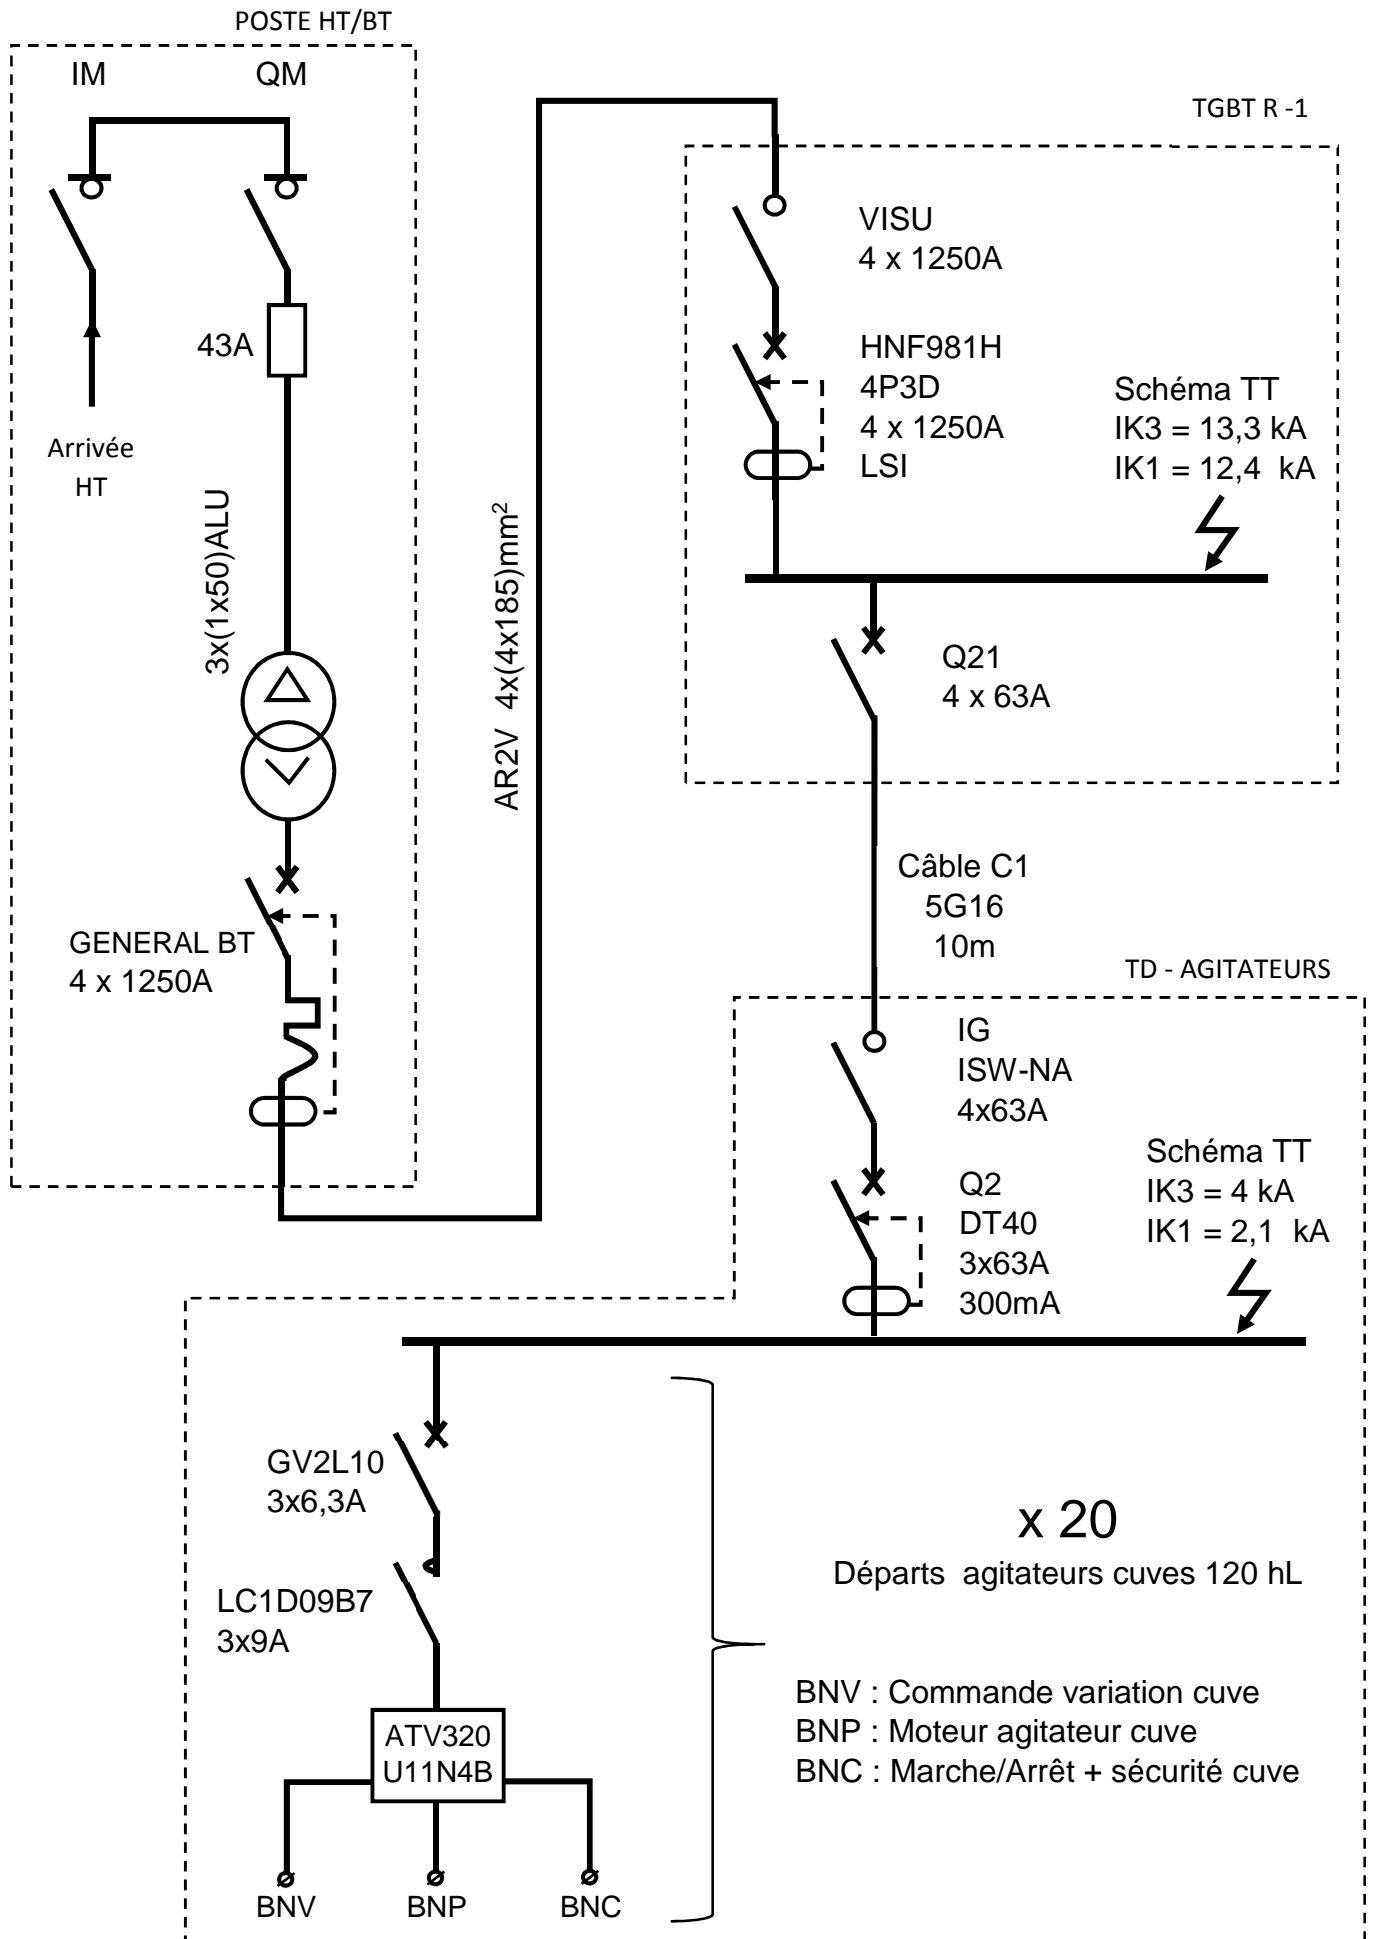 POSTE HT/BT
IM
QM
43A
Arrivée
HT
3x(1x50)ALU
GENERAL BT
4 x 1250A
AR2V 4x(4x185)mm²
TGBT R -1
VISU
4 x 1250A
HNF981H
4P3D
4 x 1250A
LSI
Schéma TT
IK3 = 13,3 kA
IK1 = 12,4 kA
Q21
4 x 63A
Câble C1
5G16
10m
TD - AGITATEURS
IG
ISW-NA
4x63A
Q2
DT40
3x63A
300mA
Schéma TT
IK3 = 4 kA
IK1 = 2,1 kA
GV2L10
3x6,3A
LC1D09B7
3x9A
ATV320
U11N4B
BNV
BNP
BNC
x 20
Départs agitateurs cuves 120 hL
BNV : Commande variation cuve
BNP : Moteur agitateur cuve
BNC : Marche/Arrêt + sécurité cuve